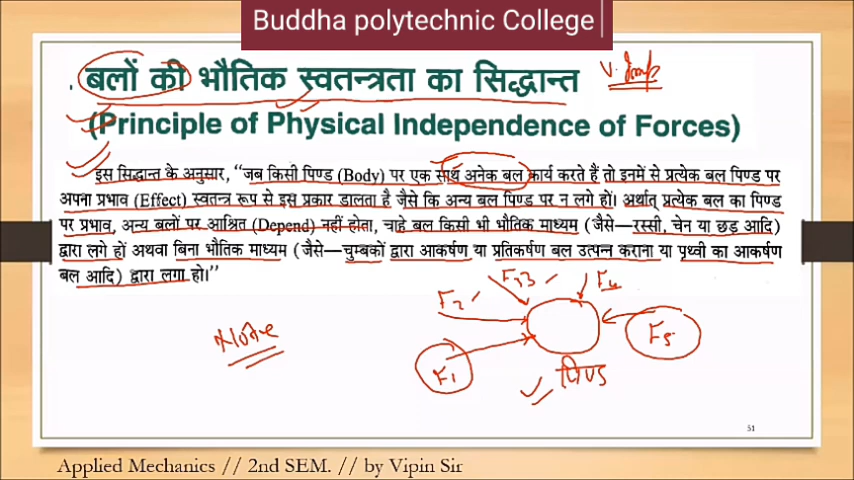 Buddha polytechnic College
बलों की भौतिक स्वतन्त्रता का सिद्धान्त
V. Imp
(Principle of Physical Independence of Forces)
इस सिद्धान्त के अनुसार, “जब किसी पिण्ड (Body) पर एक साथ अनेक बल कार्य करते हैं तो इनमें से प्रत्येक बल पिण्ड पर
अपना प्रभाव (Effect) स्वतन्त्र रूप से इस प्रकार डालता है जैसे कि अन्य बल पिण्ड पर न लगे हों। अर्थात् प्रत्येक बल का पिण्ड
पर प्रभाव, अन्य बलों पर आश्रित (Depend) नहीं होता, चाहे बल किसी भी भौतिक माध्यम (जैसे—रस्सी, चेन या छड़ आदि)
द्वारा लगे हों अथवा बिना भौतिक माध्यम (जैसे—चुम्बकों द्वारा आकर्षण या प्रतिकर्षण बल उत्पन्न कराना या पृथ्वी का आकर्षण
बल आदि) द्वारा लगा हो।”
F2 F3 F4
F5
F1
पिण्ड
51
Applied Mechanics // 2nd SEM. // by Vipin Sir